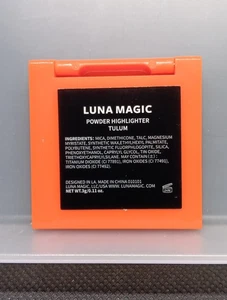 LUNA MAGIC
POWDER HIGHLIGHTER
TULUM
INGREDIENTS: MICA, DIMETHICONE, TALC, MAGNESIUM
MYRISTATE, SYNTHETIC WAX, ETHYLHEXYL PALMITATE,
POLYBUTENE, SYNTHETIC FLUORPHLOGOPITE, SILICA,
PHENOXYETHANOL, CAPRYLYL GLYCOL, TIN OXIDE,
TRIETHOXYCAPRYLYLSILANE. MAY CONTAIN (±):
TITANIUM DIOXIDE (CI 77891), IRON OXIDES (CI 77491),
IRON OXIDES (CI 77492)
DESIGNED IN LA. MADE IN CHINA 010101
LUNA MAGIC, LLC/USA WWW. LUNAMAGIC.COM
NET WT.3g/0.11 oz.